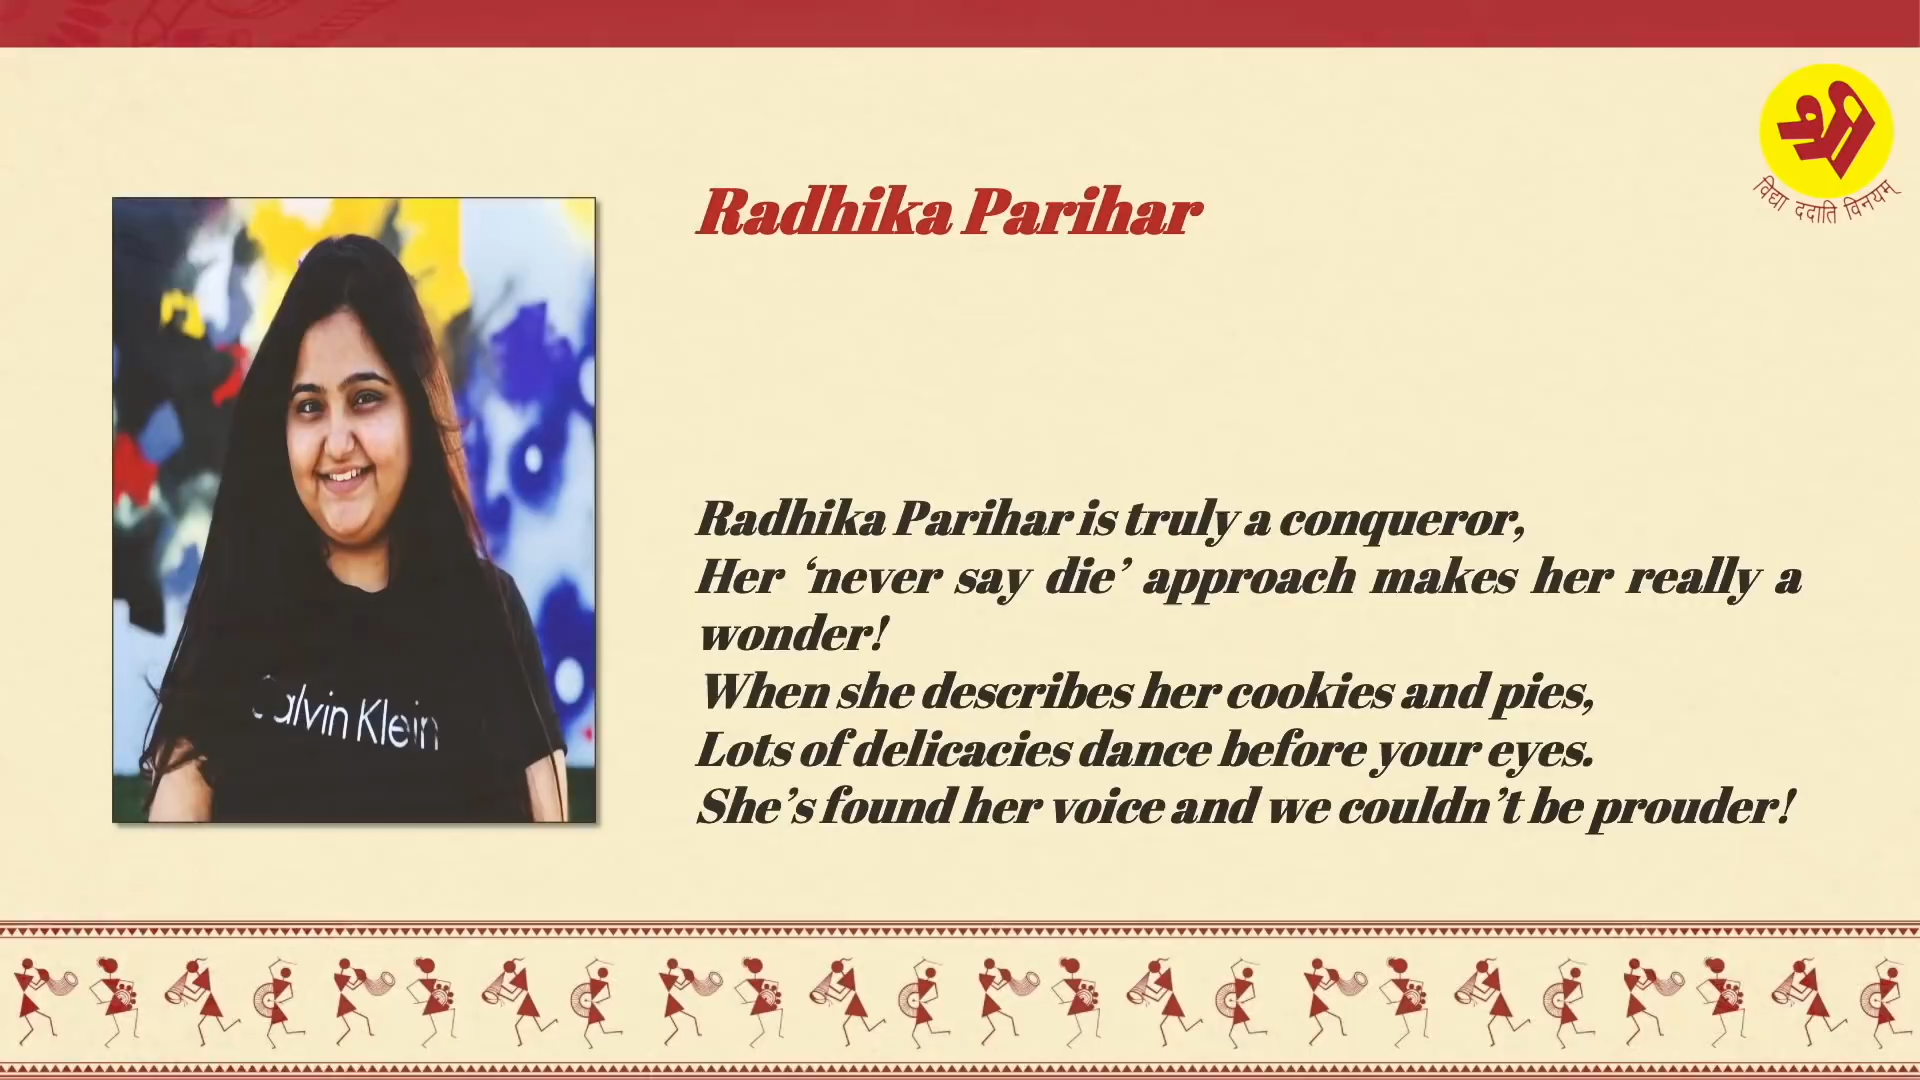 श्री
विद्या ददाति विनयम्
Radhika Parihar
Radhika Parihar is truly a conqueror,
Her ‘never say die’ approach makes her really a
wonder!
When she describes her cookies and pies,
Lots of delicacies dance before your eyes.
She’s found her voice and we couldn’t be prouder!
Calvin Klein